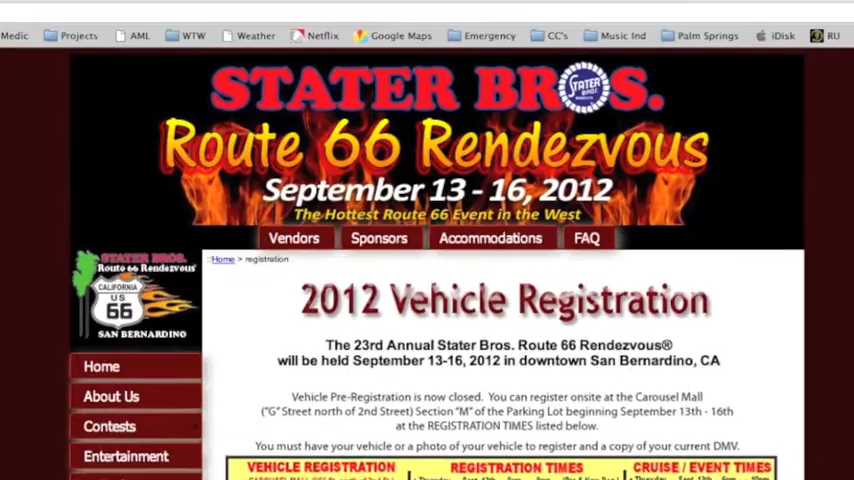 Medic Projects AML WTW Weather Netflix Google Maps Emergency CC's Music Ind Palm Springs iDisk RU
STATER BROS.
STATER BROS.
Route 66 Rendezvous
September 13 - 16, 2012
The Hottest Route 66 Event in the West
Vendors Sponsors Accommodations FAQ
::Home > registration
STATER BROS.
Route 66 Rendezvous
CALIFORNIA
US
66
SAN BERNARDINO
Home
About Us
Contests
Entertainment
2012 Vehicle Registration
The 23rd Annual Stater Bros. Route 66 Rendezvous®
will be held September 13-16, 2012 in downtown San Bernardino, CA
Vehicle Pre-Registration is now closed. You can register onsite at the Carousel Mall
("G" Street north of 2nd Street) Section "M" of the Parking Lot beginning September 13th - 16th
at the REGISTRATION TIMES listed below.
You must have your vehicle or a photo of your vehicle to register and a copy of your current DMV.
VEHICLE REGISTRATION REGISTRATION TIMES CRUISE / EVENT TIMES